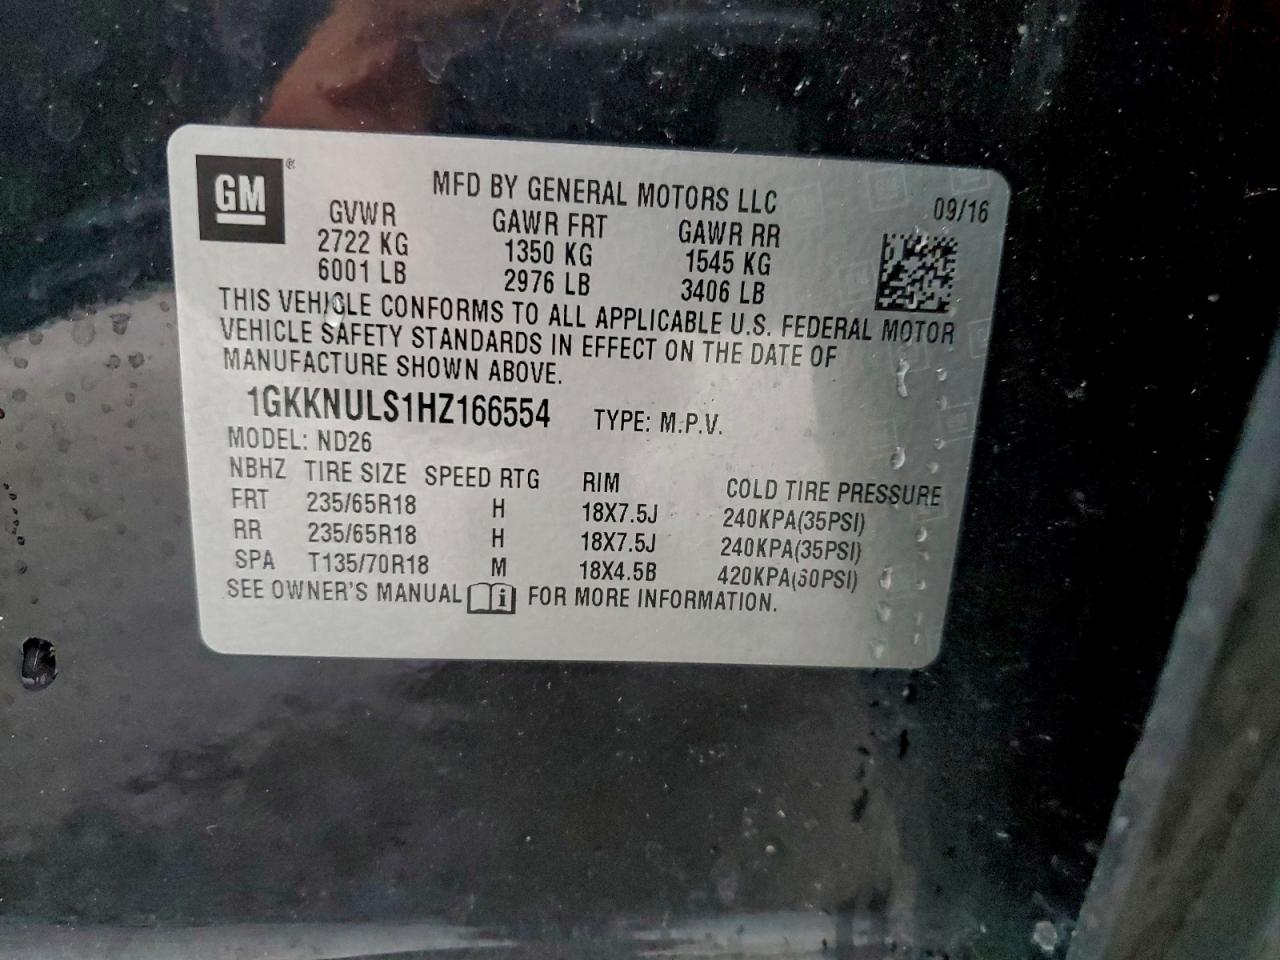 GM ®
MFD BY GENERAL MOTORS LLC
09/16
GVWR GAWR FRT GAWR RR
2722 KG 1350 KG 1545 KG
6001 LB 2976 LB 3406 LB
THIS VEHICLE CONFORMS TO ALL APPLICABLE U.S. FEDERAL MOTOR
VEHICLE SAFETY STANDARDS IN EFFECT ON THE DATE OF
MANUFACTURE SHOWN ABOVE.
1GKKNULS1HZ166554 TYPE: M.P.V.
MODEL: ND26
NBHZ TIRE SIZE SPEED RTG RIM COLD TIRE PRESSURE
FRT 235/65R18 H 18X7.5J 240KPA(35PSI)
RR 235/65R18 H 18X7.5J 240KPA(35PSI)
SPA T135/70R18 M 18X4.5B 420KPA(60PSI)
SEE OWNER'S MANUAL i FOR MORE INFORMATION.